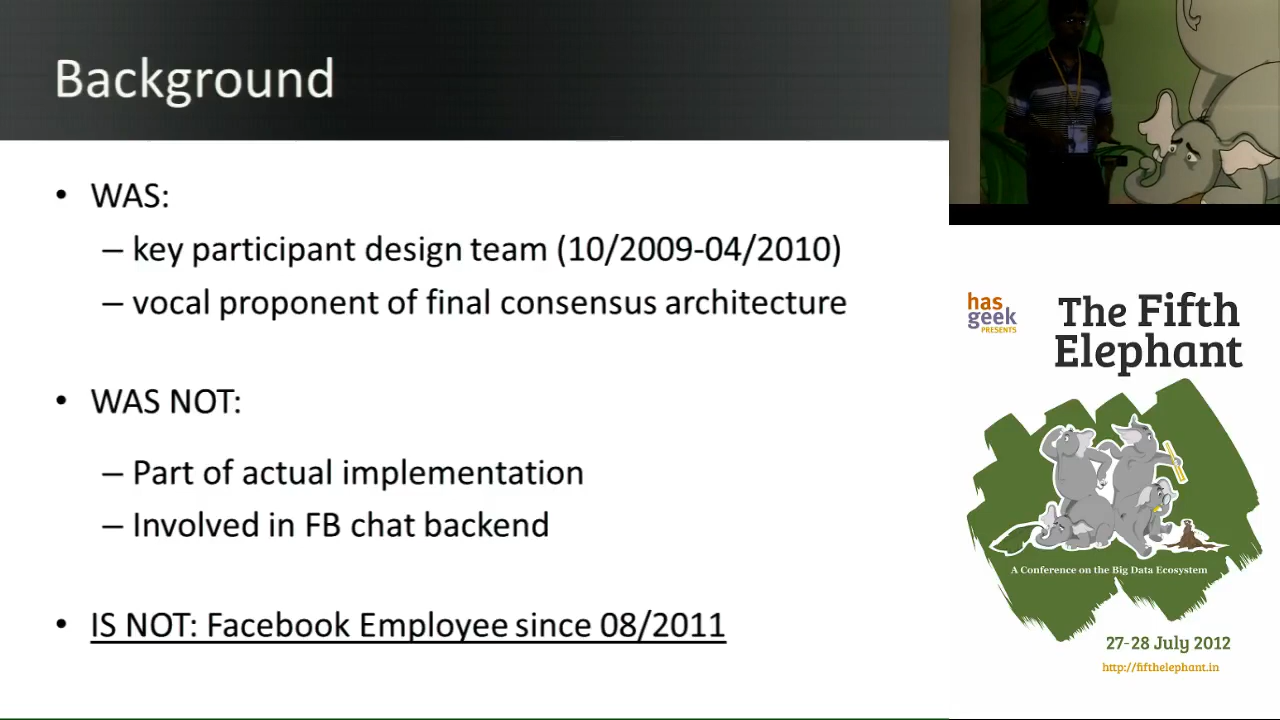 Background
• WAS:
– key participant design team (10/2009-04/2010)
– vocal proponent of final consensus architecture
• WAS NOT:
– Part of actual implementation
– Involved in FB chat backend
• IS NOT: Facebook Employee since 08/2011
has
geek
PRESENTS
The Fifth
Elephant
A Conference on the Big Data Ecosystem
27-28 July 2012
http://fifthelephant.in